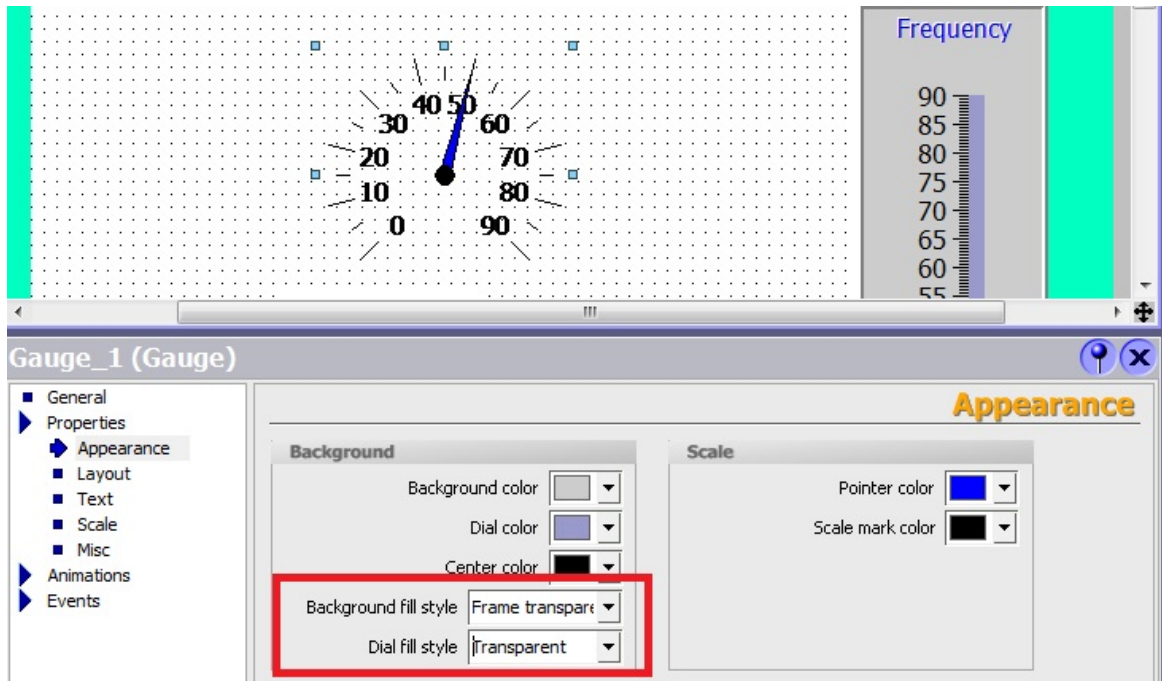 Frequency
40 50
30 60
20 70
10 80
0 90
90
85
80
75
70
65
60
55
Gauge_1 (Gauge)
General
Properties
Appearance
Layout
Text
Scale
Misc
Animations
Events
Appearance
Background
Background color
Dial color
Center color
Background fill style Frame transpare
Dial fill style Transparent
Scale
Pointer color
Scale mark color